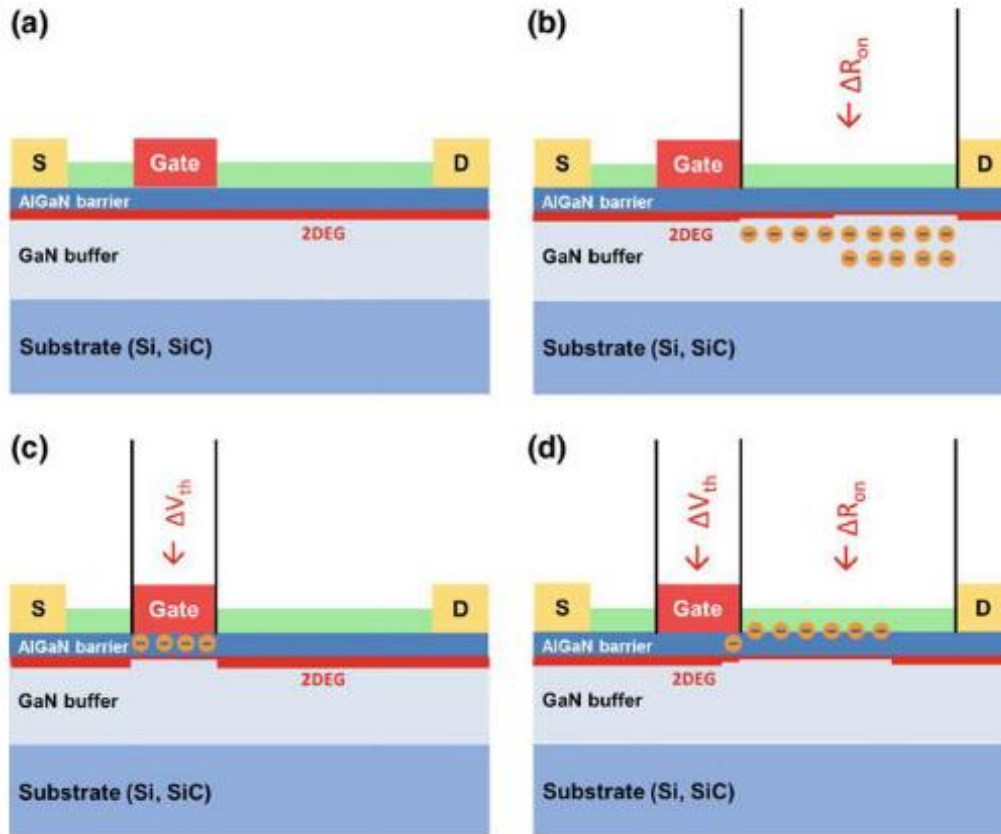 (a)
S
Gate
D
AlGaN barrier
2DEG
GaN buffer
Substrate (Si, SiC)
(b)
ΔRon
Gate
D
AlGaN barrier
2DEG
GaN buffer
Substrate (Si, SiC)
S
(c)
ΔVth
S
Gate
D
AlGaN barrier
2DEG
GaN buffer
Substrate (Si, SiC)
(d)
ΔVth
ΔRon
S
Gate
D
AlGaN barrier
2DEG
GaN buffer
Substrate (Si, SiC)